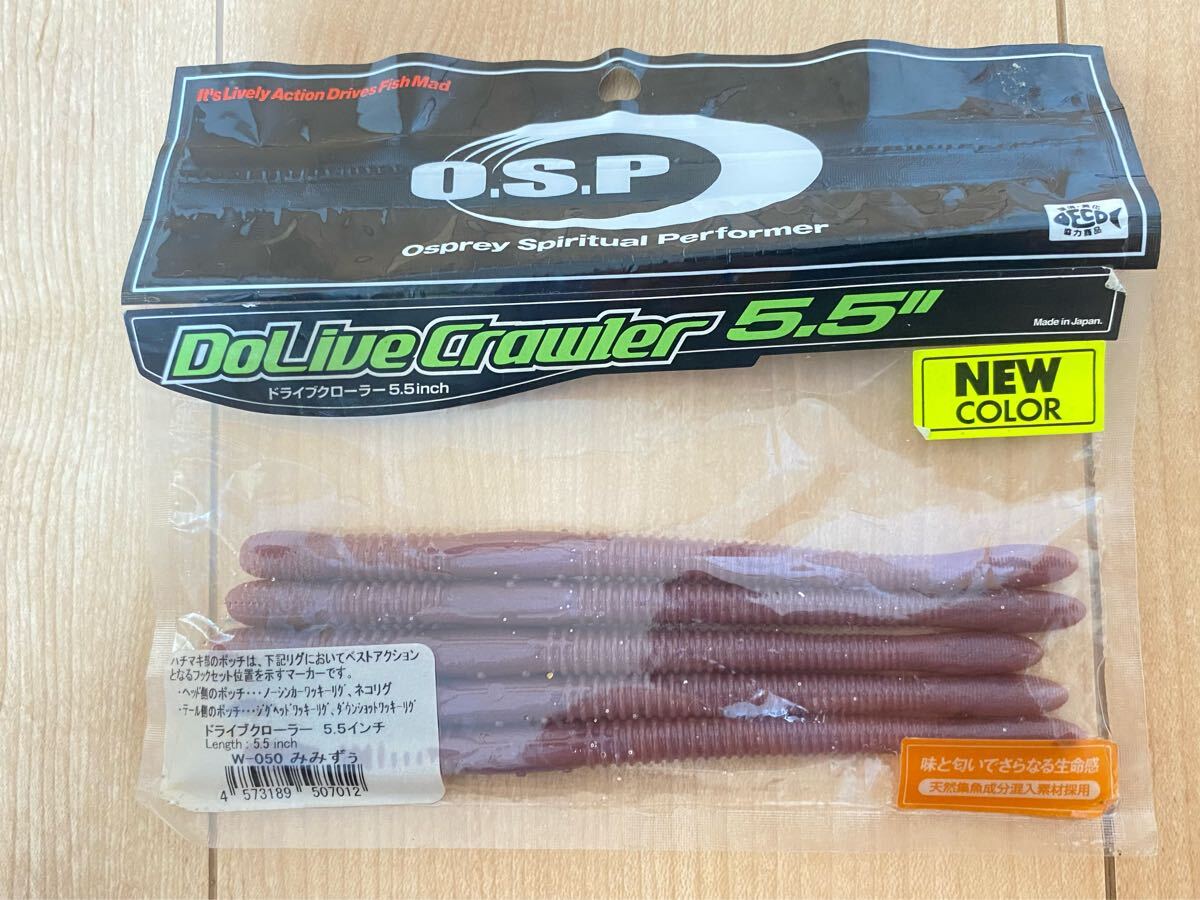 It's Lively Action Drives Fish Mad
O.S.P
Osprey Spiritual Performer
ECO
協力商品
DoLive Crawler 5.5"
ドライブクローラー 5.5inch
Made in Japan.
NEW
COLOR
ハチマキ部のポッチは、下記リグにおいてベストアクション
となるフックセット位置を示すマーカーです。
・ヘッド側のポッチ・・・ノーシンカーワッキーリグ、ネコリグ
・テール側のポッチ・・・ジグヘッドワッキーリグ、ダウンショットワッキーリグ
ドライブクローラー 5.5インチ
Length : 5.5 inch
W-050 みみずぅ
4 573189 507012
味と匂いでさらなる生命感
天然集魚成分混入素材採用